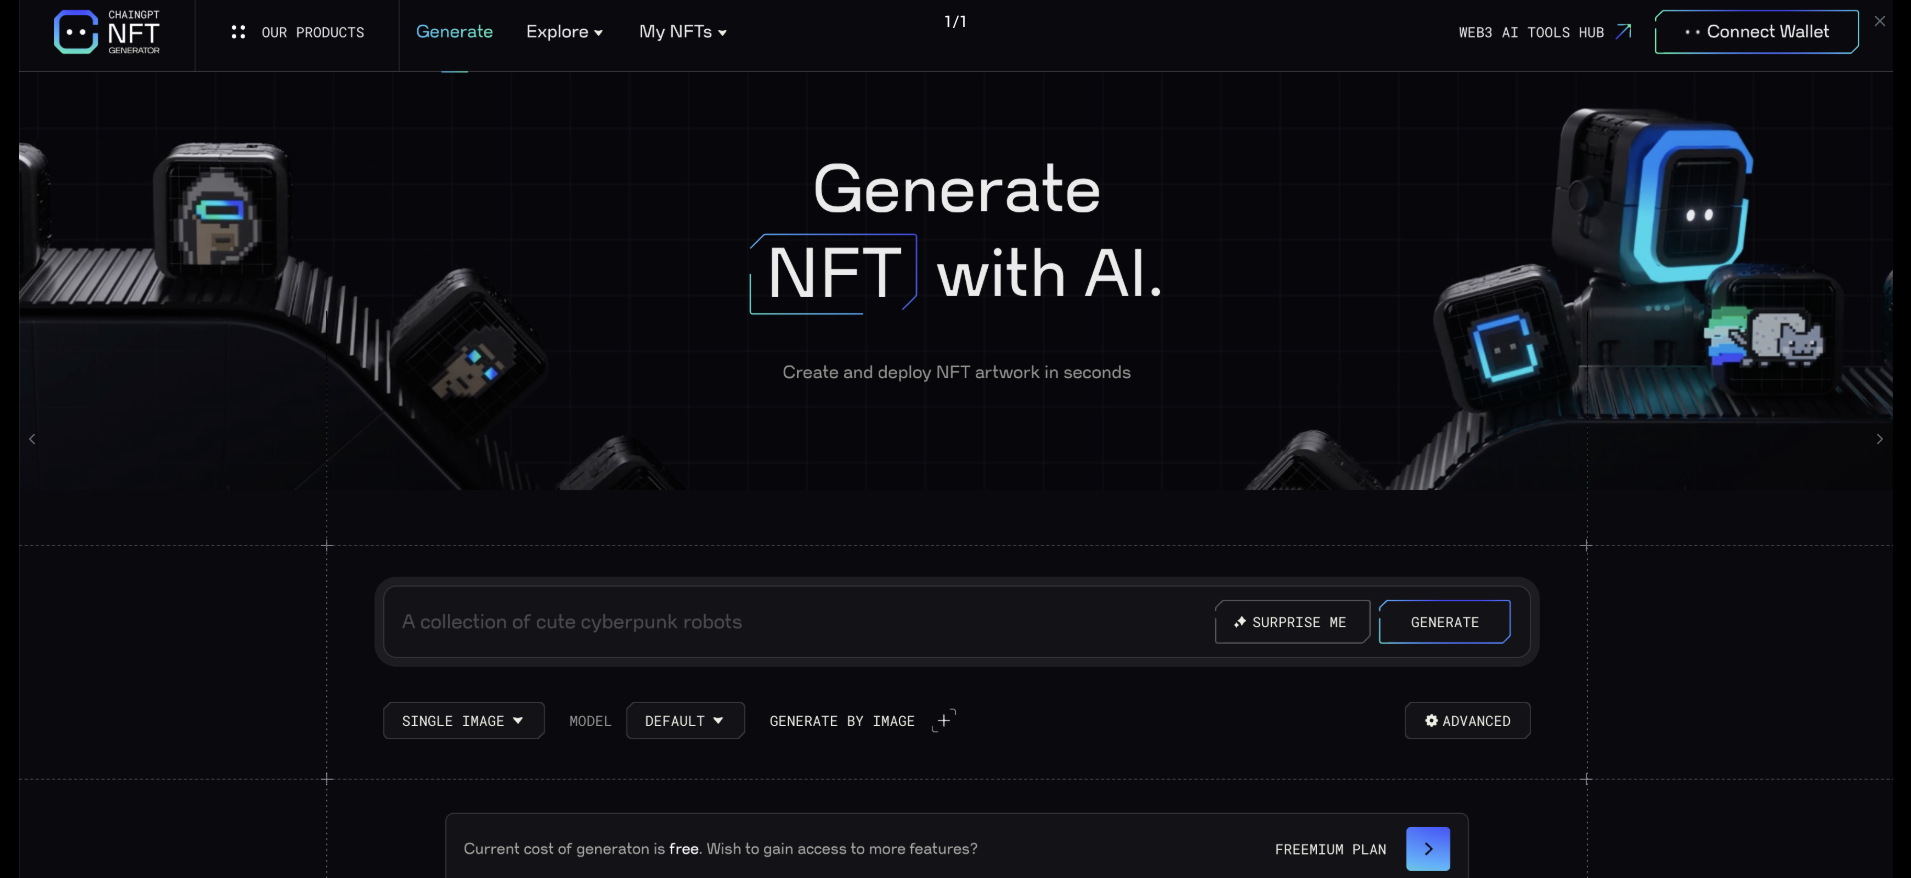 CHAINGPT
NFT
GENERATOR
OUR PRODUCTS
Generate
Explore
My NFTs
1/1
WEB3 AI TOOLS HUB
Connect Wallet
Generate
NFT with AI.
Create and deploy NFT artwork in seconds
A collection of cute cyberpunk robots
SURPRISE ME
GENERATE
SINGLE IMAGE
MODEL
DEFAULT
GENERATE BY IMAGE
ADVANCED
Current cost of generaton is free. Wish to gain access to more features?
FREEMIUM PLAN